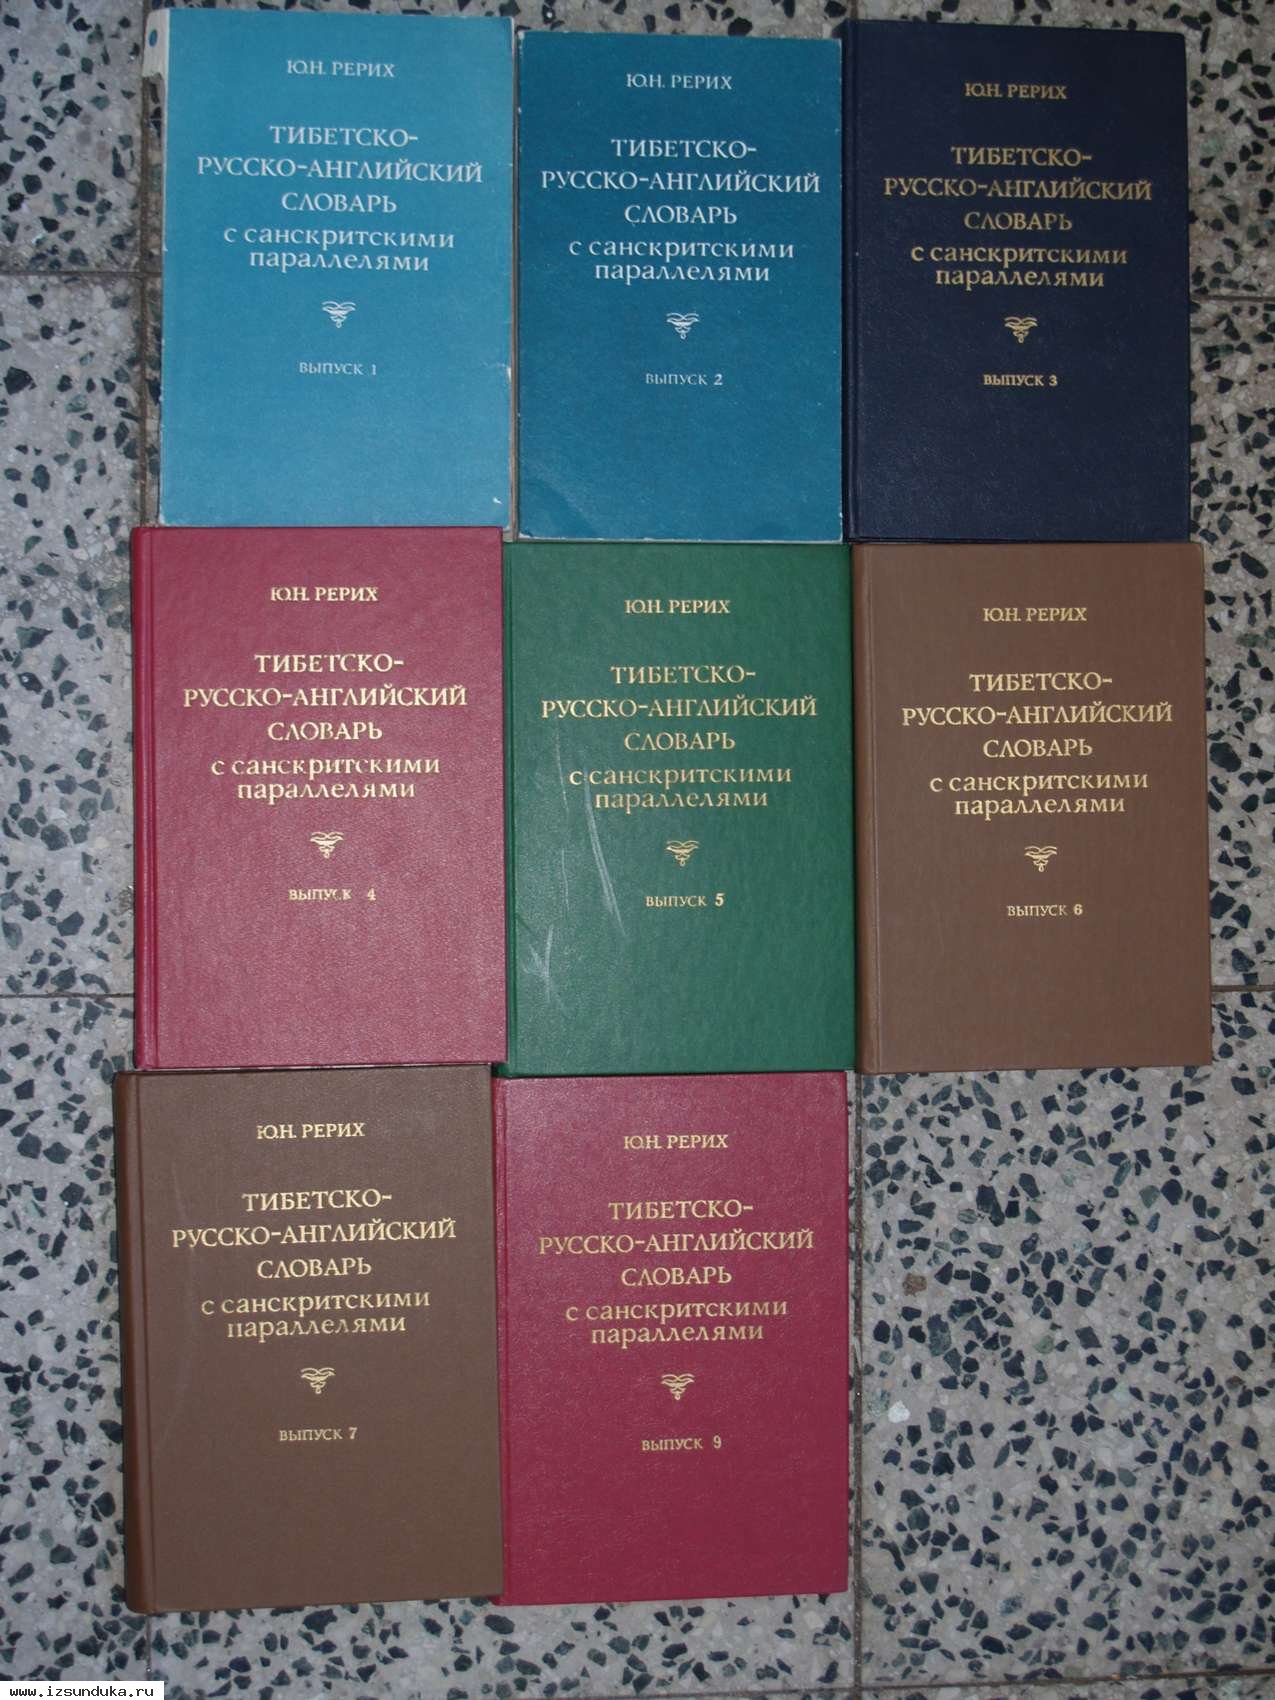 Ю.Н. РЕРИХ
ТИБЕТСКО-
РУССКО-АНГЛИЙСКИЙ
СЛОВАРЬ
с санскритскими
параллелями
ВЫПУСК 1
Ю.Н. РЕРИХ
ТИБЕТСКО-
РУССКО-АНГЛИЙСКИЙ
СЛОВАРЬ
с санскритскими
параллелями
ВЫПУСК 2
Ю.Н. РЕРИХ
ТИБЕТСКО-
РУССКО-АНГЛИЙСКИЙ
СЛОВАРЬ
с санскритскими
параллелями
ВЫПУСК 3
Ю.Н. РЕРИХ
ТИБЕТСКО-
РУССКО-АНГЛИЙСКИЙ
СЛОВАРЬ
с санскритскими
параллелями
ВЫПУСК 4
Ю.Н. РЕРИХ
ТИБЕТСКО-
РУССКО-АНГЛИЙСКИЙ
СЛОВАРЬ
с санскритскими
параллелями
ВЫПУСК 5
Ю.Н. РЕРИХ
ТИБЕТСКО-
РУССКО-АНГЛИЙСКИЙ
СЛОВАРЬ
с санскритскими
параллелями
ВЫПУСК 6
Ю.Н. РЕРИХ
ТИБЕТСКО-
РУССКО-АНГЛИЙСКИЙ
СЛОВАРЬ
с санскритскими
параллелями
ВЫПУСК 7
Ю.Н. РЕРИХ
ТИБЕТСКО-
РУССКО-АНГЛИЙСКИЙ
СЛОВАРЬ
с санскритскими
параллелями
ВЫПУСК 9
www.izsunduka.ru